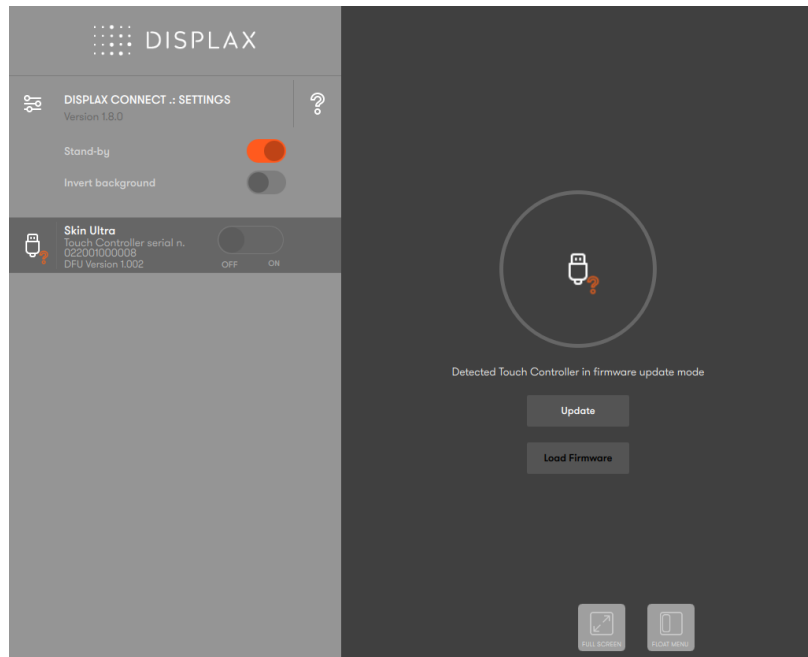 DISPLAX
DISPLAX CONNECT .: SETTINGS
Version 1.8.0
?
Stand-by
Invert background
Skin Ultra
Touch Controller serial n.
022001000008
DFU Version 1.002
?
OFF ON
?
Detected Touch Controller in firmware update mode
Update
Load Firmware
FULL SCREEN
FLOAT MENU